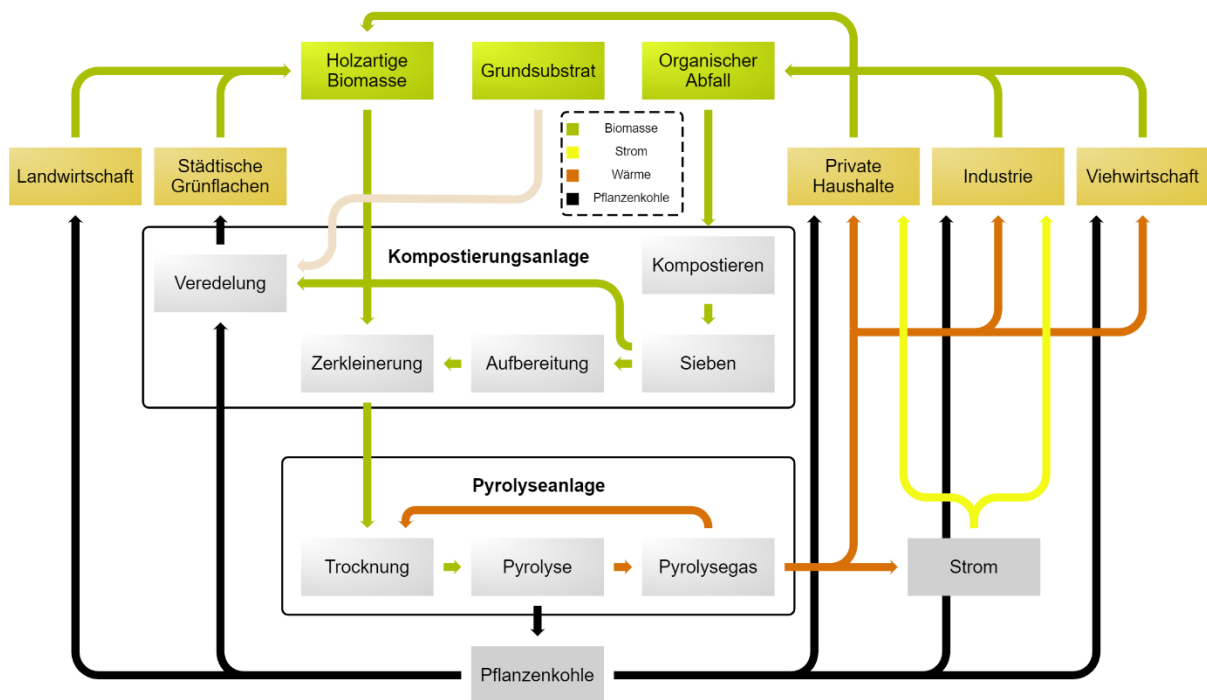 Holzartige
Biomasse
Grundsubstrat
Organischer
Abfall
Biomasse
Strom
Wärme
Pflanzenkohle
Landwirtschaft
Städtische
Grünflachen
Private
Haushalte
Industrie
Viehwirtschaft
Kompostierungsanlage
Veredelung
Kompostieren
Zerkleinerung
Aufbereitung
Sieben
Pyrolyseanlage
Trocknung
Pyrolyse
Pyrolysegas
Strom
Pflanzenkohle